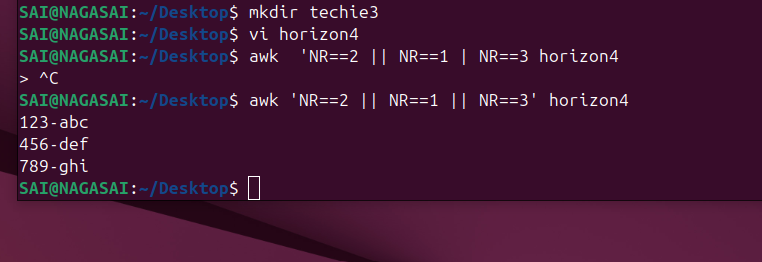 SAI@NAGASAI:~/Desktop$ mkdir techie3
SAI@NAGASAI:~/Desktop$ vi horizon4
SAI@NAGASAI:~/Desktop$ awk  'NR==2 || NR==1 | NR==3 horizon4
> ^C
SAI@NAGASAI:~/Desktop$ awk 'NR==2 || NR==1 || NR==3' horizon4
123-abc
456-def
789-ghi
SAI@NAGASAI:~/Desktop$